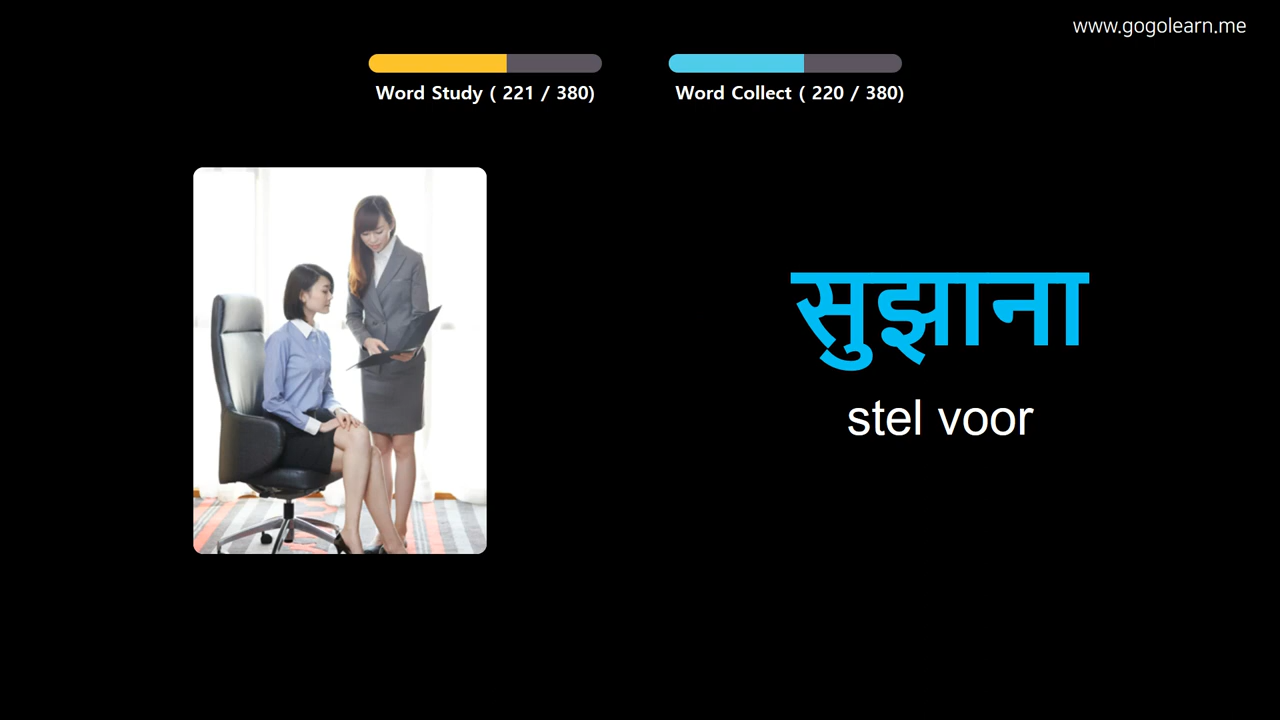 www.gogolearn.me
Word Study ( 221 / 380)
Word Collect ( 220 / 380)
सुझाना
stel voor